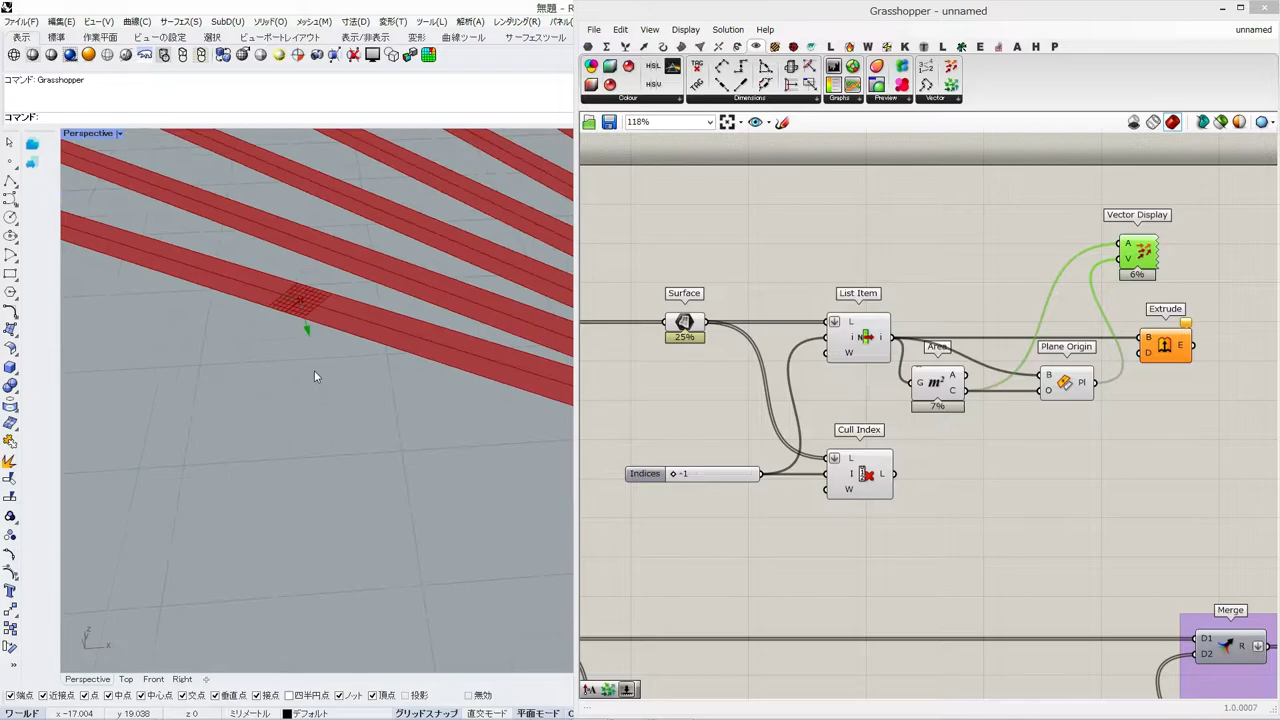 無題
Grasshopper - unnamed
ファイル(F) 編集(E) ビュー(V) 曲線(C) サーフェス(S) SubD(U) ソリッド(O) メッシュ(M) 寸法(D) 変形(T) ツール(L) 解析(A) レンダリング(R) パネル(
File Edit View Display Solution Help
unnamed
表示 標準 作業平面 ビューの設定 選択 ビューポートレイアウト 表示/非表示 変形 曲線ツール サーフェスツール
L W K L E A H P
HSL
HSV
TAG
TAG
コマンド: Grasshopper
Colour Dimensions Graphs Preview Vector
コマンド:
118%
Perspective
Vector Display
A
V
6%
Surface
25%
List Item
L
i
W
i
Extrude
B
D
E
Area
G m² A
C
7%
Plane Origin
B
O
Pl
Cull Index
L
I
W
L
Indices -1
Merge
D1
D2
R
z
x
Perspective Top Front Right
端点 近接点 点 中点 中心点 交点 垂直点 接点 四半円点 ノット 頂点 投影 無効
ワールド x -17.004 y 19.038 z 0 ミリメートル デフォルト グリッドスナップ 直交モード 平面モード
1.0.0007